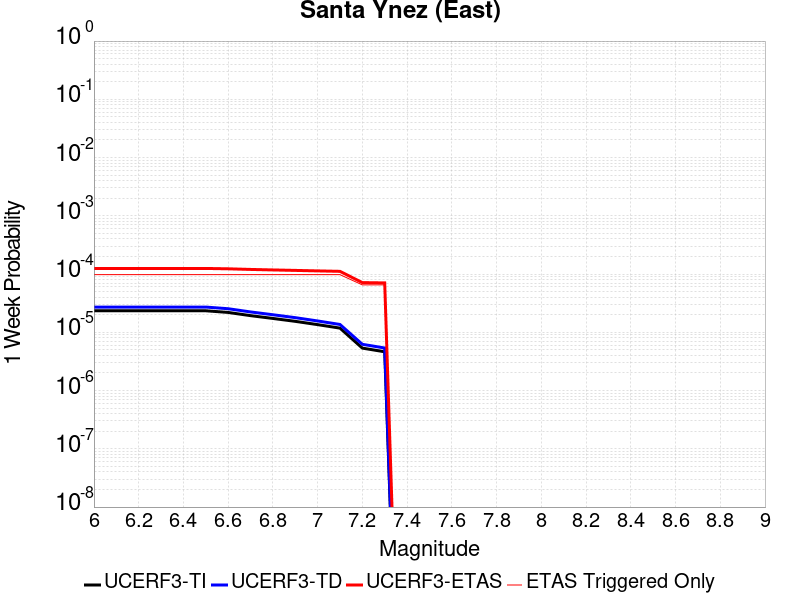 Santa Ynez (East)
10^0
10^-1
10^-2
10^-3
10^-4
10^-5
10^-6
10^-7
10^-8
1 Week Probability
6 6.2 6.4 6.6 6.8 7 7.2 7.4 7.6 7.8 8 8.2 8.4 8.6 8.8 9
Magnitude
UCERF3-TI UCERF3-TD UCERF3-ETAS ETAS Triggered Only